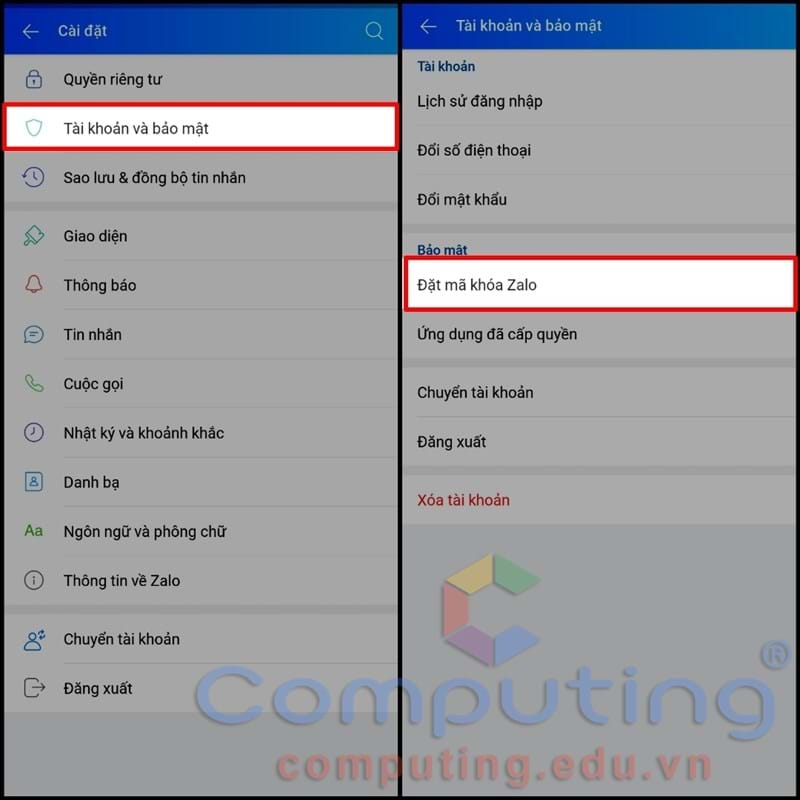 Cài đặt
Quyền riêng tư
Tài khoản và bảo mật
Sao lưu & đồng bộ tin nhắn
Giao diện
Thông báo
Tin nhắn
Cuộc gọi
Nhật ký và khoảnh khắc
Danh bạ
Aa Ngôn ngữ và phông chữ
Thông tin về Zalo
Chuyển tài khoản
Đăng xuất
Tài khoản và bảo mật
Tài khoản
Lịch sử đăng nhập
Đổi số điện thoại
Đổi mật khẩu
Bảo mật
Đặt mã khóa Zalo
Ứng dụng đã cấp quyền
Chuyển tài khoản
Đăng xuất
Xóa tài khoản
Computing®
computing.edu.vn